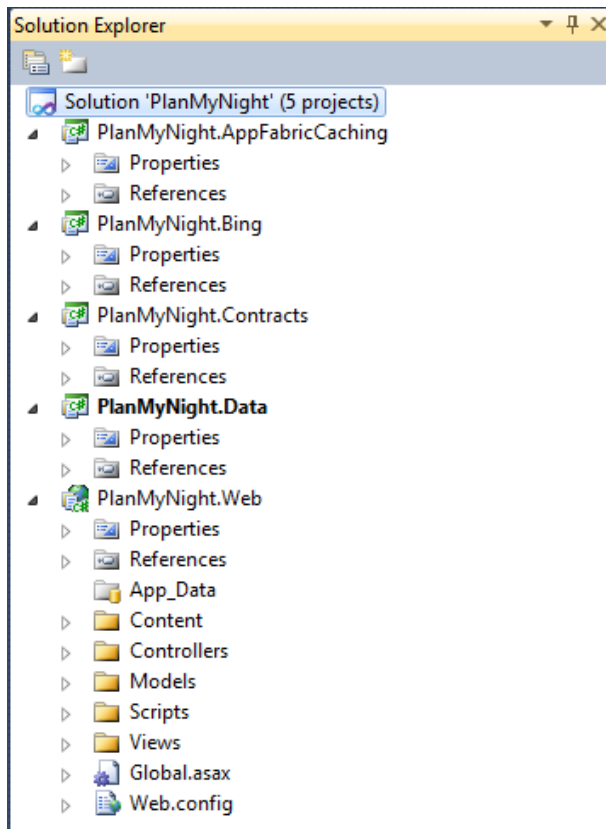 Solution Explorer
Solution 'PlanMyNight' (5 projects)
PlanMyNight.AppFabricCaching
Properties
References
PlanMyNight.Bing
Properties
References
PlanMyNight.Contracts
Properties
References
PlanMyNight.Data
Properties
References
PlanMyNight.Web
Properties
References
App_Data
Content
Controllers
Models
Scripts
Views
Global.asax
Web.config